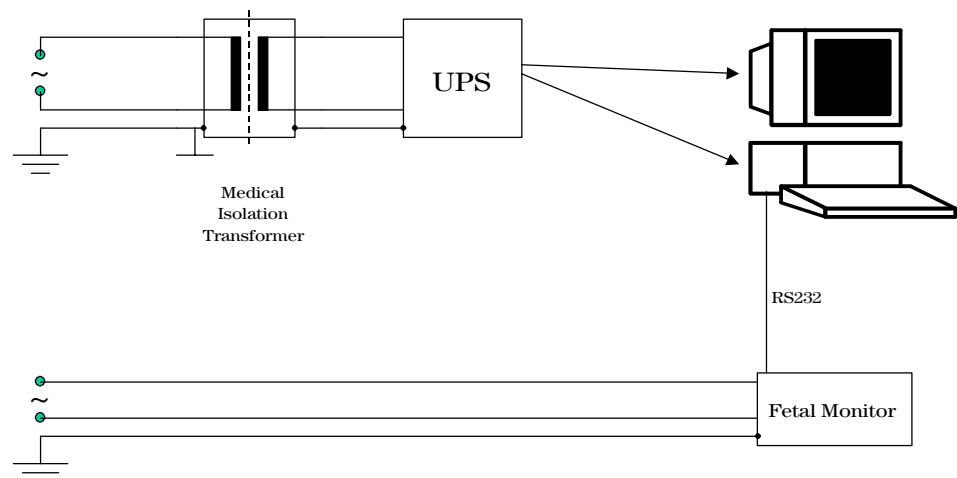 UPS
~
Medical
Isolation
Transformer
RS232
~
Fetal Monitor